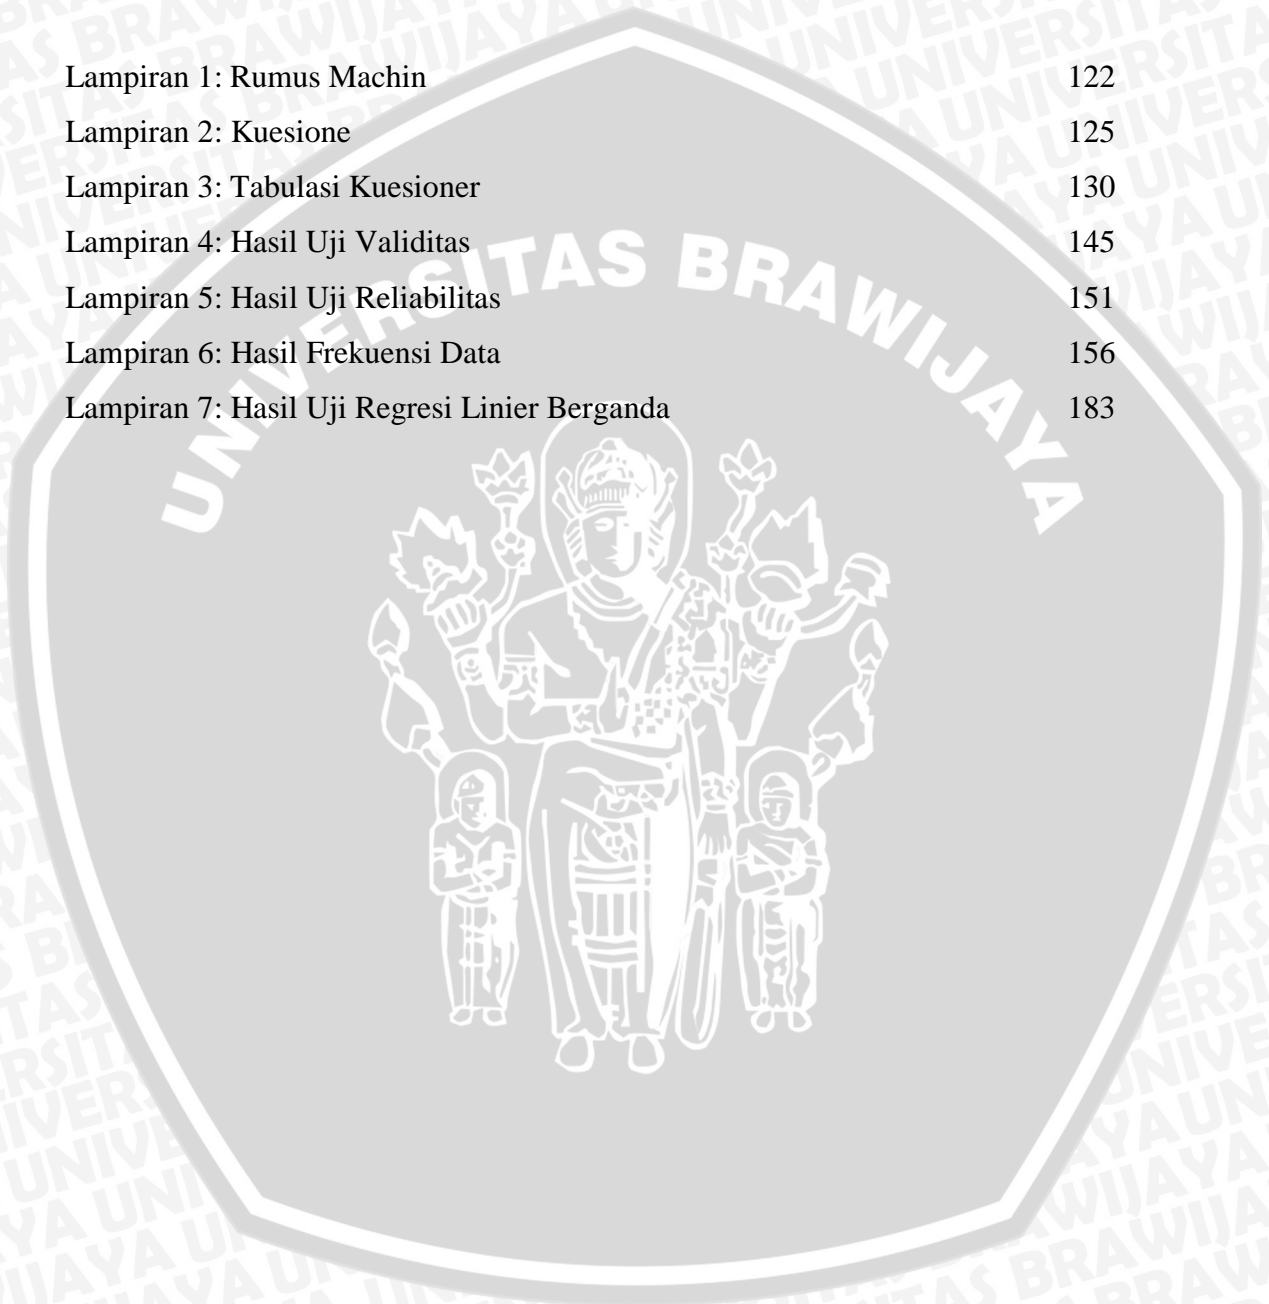 Lampiran 1: Rumus Machin 122
Lampiran 2: Kuesione 125
Lampiran 3: Tabulasi Kuesioner 130
Lampiran 4: Hasil Uji Validitas 145
Lampiran 5: Hasil Uji Reliabilitas 151
Lampiran 6: Hasil Frekuensi Data 156
Lampiran 7: Hasil Uji Regresi Linier Berganda 183
UNIVERSITAS BRAWIJAYA